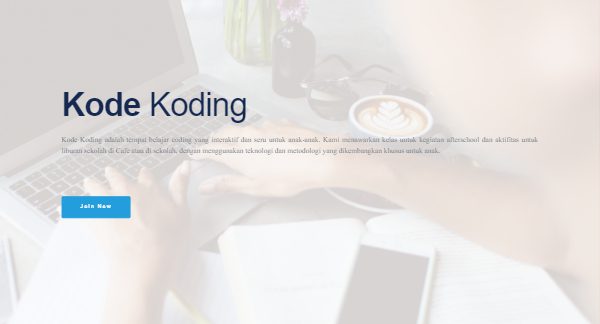 Kode Koding
Kode Koding adalah tempat belajar coding yang interaktif dan seru untuk anak-anak. Kami menawarkan kelas untuk kegiatan afterschool dan aktifitas untuk
liburan sekolah di Cafe atau di sekolah. dengan menggunakan teknologi dan metodologi yang dikembangkan khusus untuk anak.
Join Now